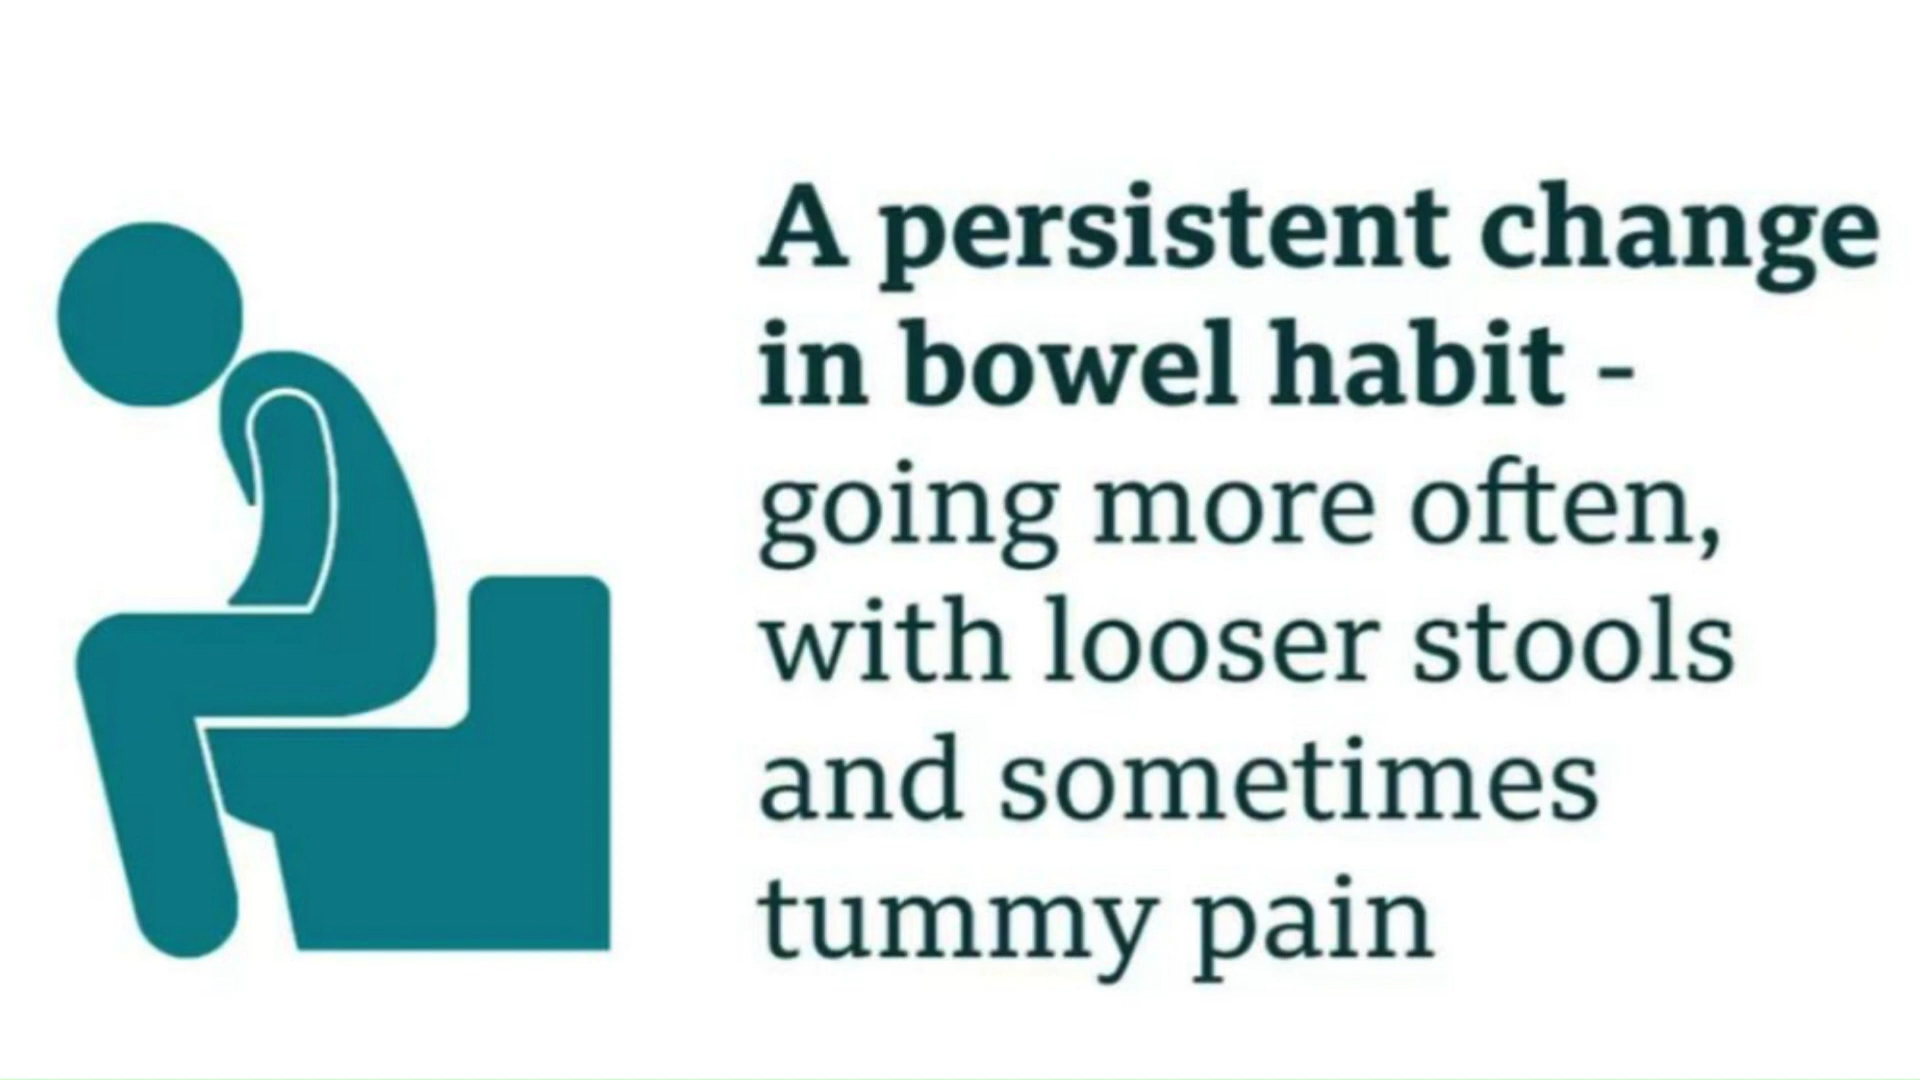 A persistent change
in bowel habit -
going more often,
with looser stools
and sometimes
tummy pain